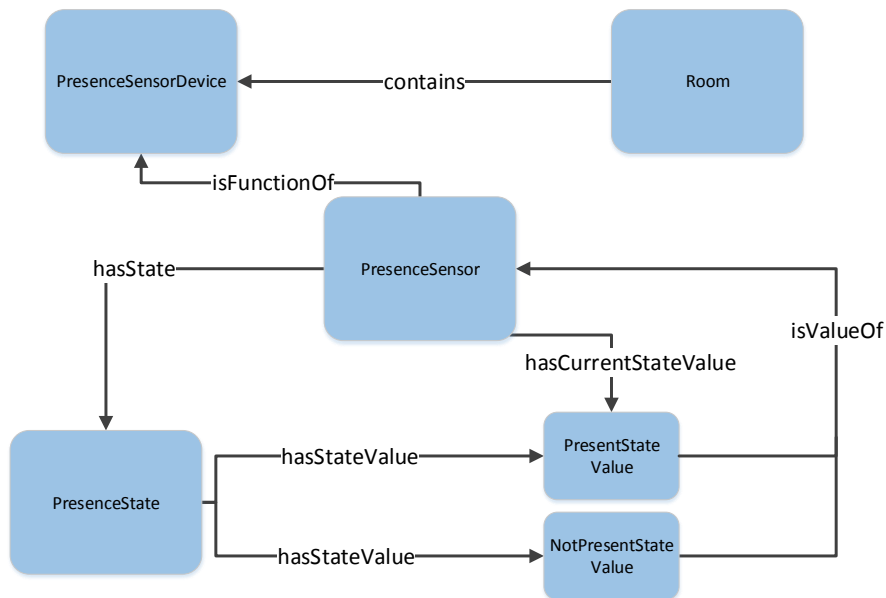 PresenceSensorDevice
contains
Room
isFunctionOf
hasState
PresenceSensor
isValueOf
hasCurrentStateValue
hasStateValue
PresentState
Value
PresenceState
hasStateValue
NotPresentState
Value